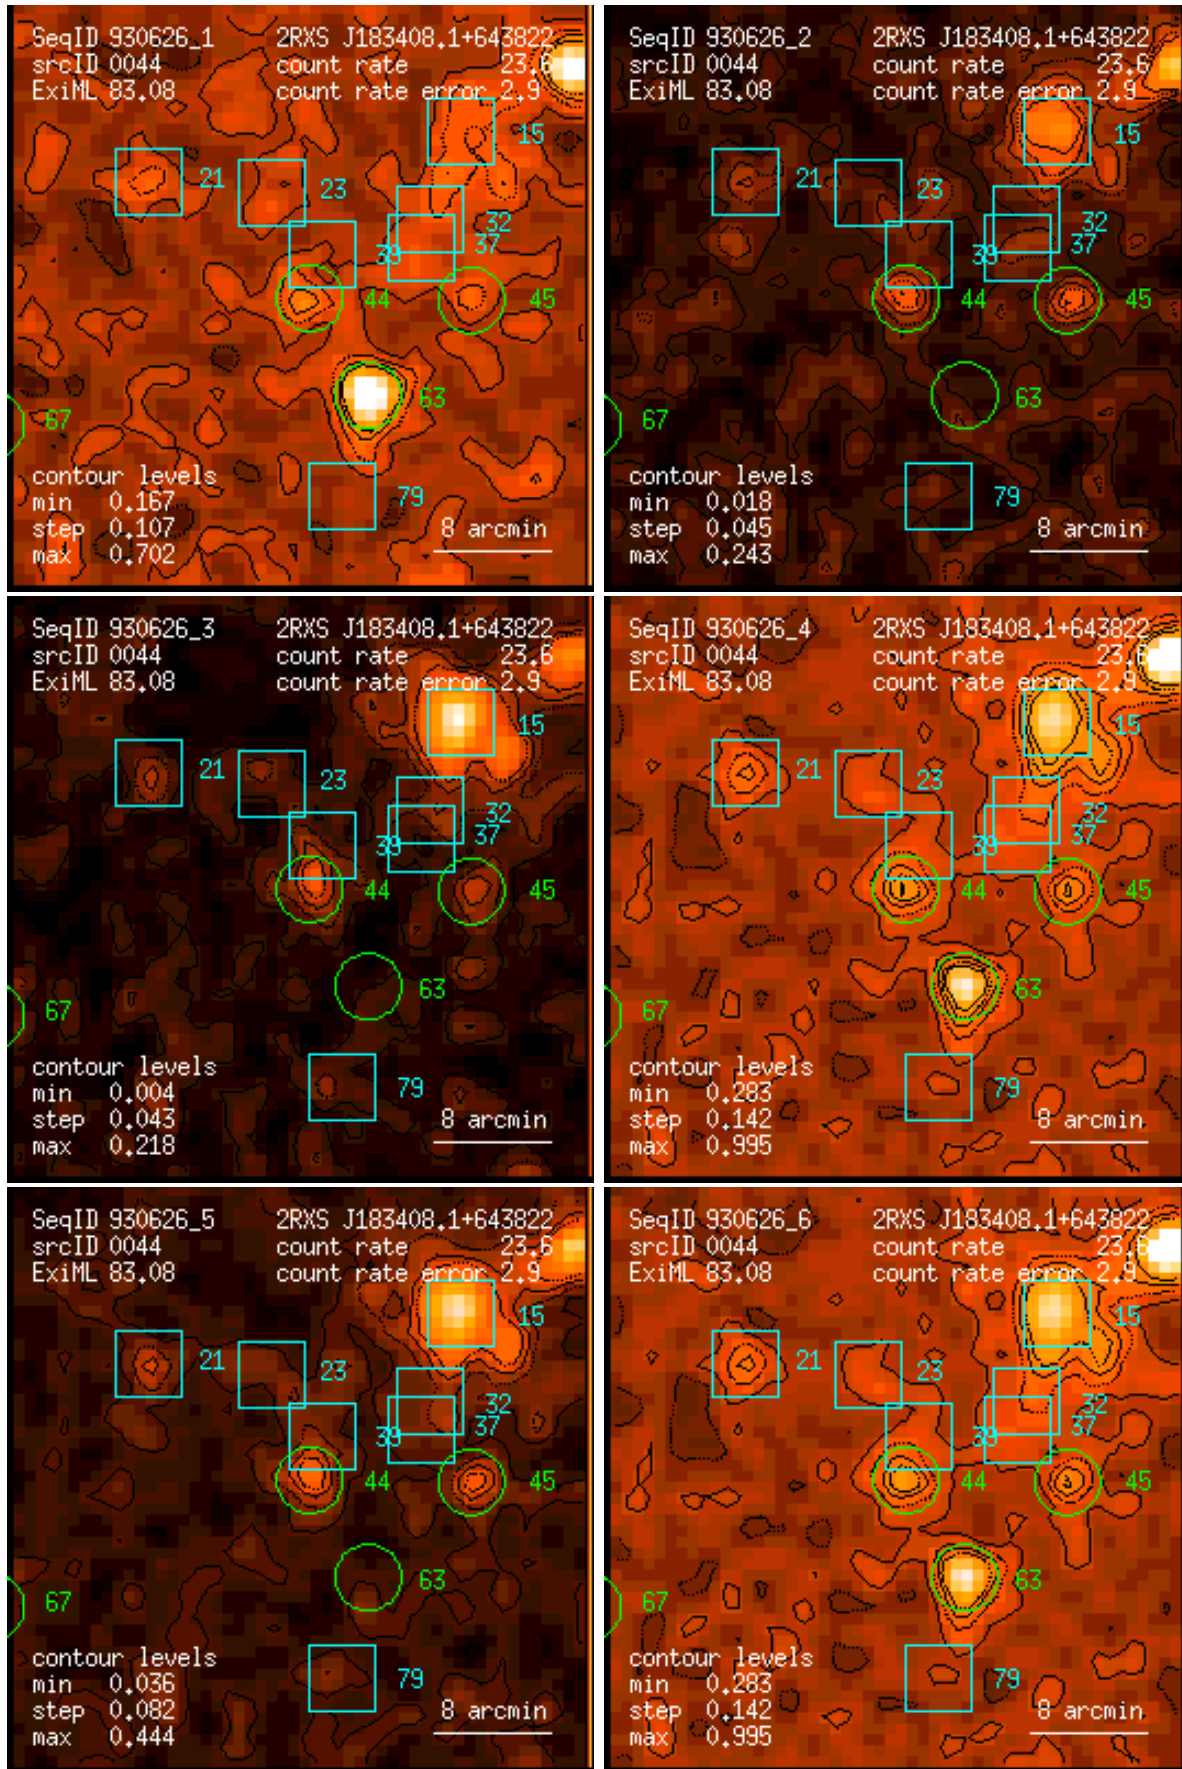 SeqID 930626_1 2RXS J183408.1+643822
srcID 0044 count rate 23.6
ExiML 83.08 count rate error 2.9
15
21
23
32
37
44
45
63
67
contour levels
min 0.167
79
step 0.107
8 arcmin
max 0.702
SeqID 930626_2 2RXS J183408.1+643822
srcID 0044 count rate 23.6
ExiML 83.08 count rate error 2.9
15
21
23
32
37
44
45
63
67
contour levels
min 0.018
79
step 0.045
8 arcmin
max 0.243
SeqID 930626_3 2RXS J183408.1+643822
srcID 0044 count rate 23.6
ExiML 83.08 count rate error 2.9
15
21
23
32
37
44
45
63
67
contour levels
min 0.004
79
step 0.043
8 arcmin
max 0.218
SeqID 930626_4 2RXS J183408.1+643822
srcID 0044 count rate 23.6
ExiML 83.08 count rate error 2.9
15
21
23
32
37
44
45
63
67
contour levels
min 0.283
79
step 0.142
8 arcmin
max 0.995
SeqID 930626_5 2RXS J183408.1+643822
srcID 0044 count rate 23.6
ExiML 83.08 count rate error 2.9
15
21
23
32
37
44
45
63
67
contour levels
min 0.036
79
step 0.082
8 arcmin
max 0.444
SeqID 930626_6 2RXS J183408.1+643822
srcID 0044 count rate 23.6
ExiML 83.08 count rate error 2.9
15
21
23
32
37
44
45
63
67
contour levels
min 0.283
79
step 0.142
8 arcmin
max 0.995